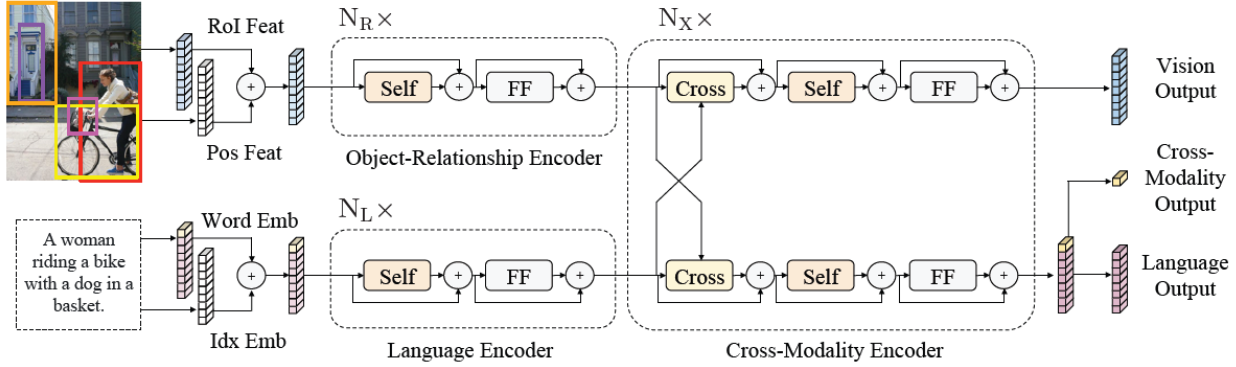 RoI Feat
Pos Feat
N_R ×
Self
+
FF
+
Object-Relationship Encoder
A woman
riding a bike
with a dog in a
basket.
Word Emb
Idx Emb
+
+
N_L ×
Self
+
FF
+
Language Encoder
N_X ×
Cross
+
Self
+
FF
+
Cross
+
Self
+
FF
+
Cross-Modality Encoder
Vision
Output
Cross-
Modality
Output
Language
Output